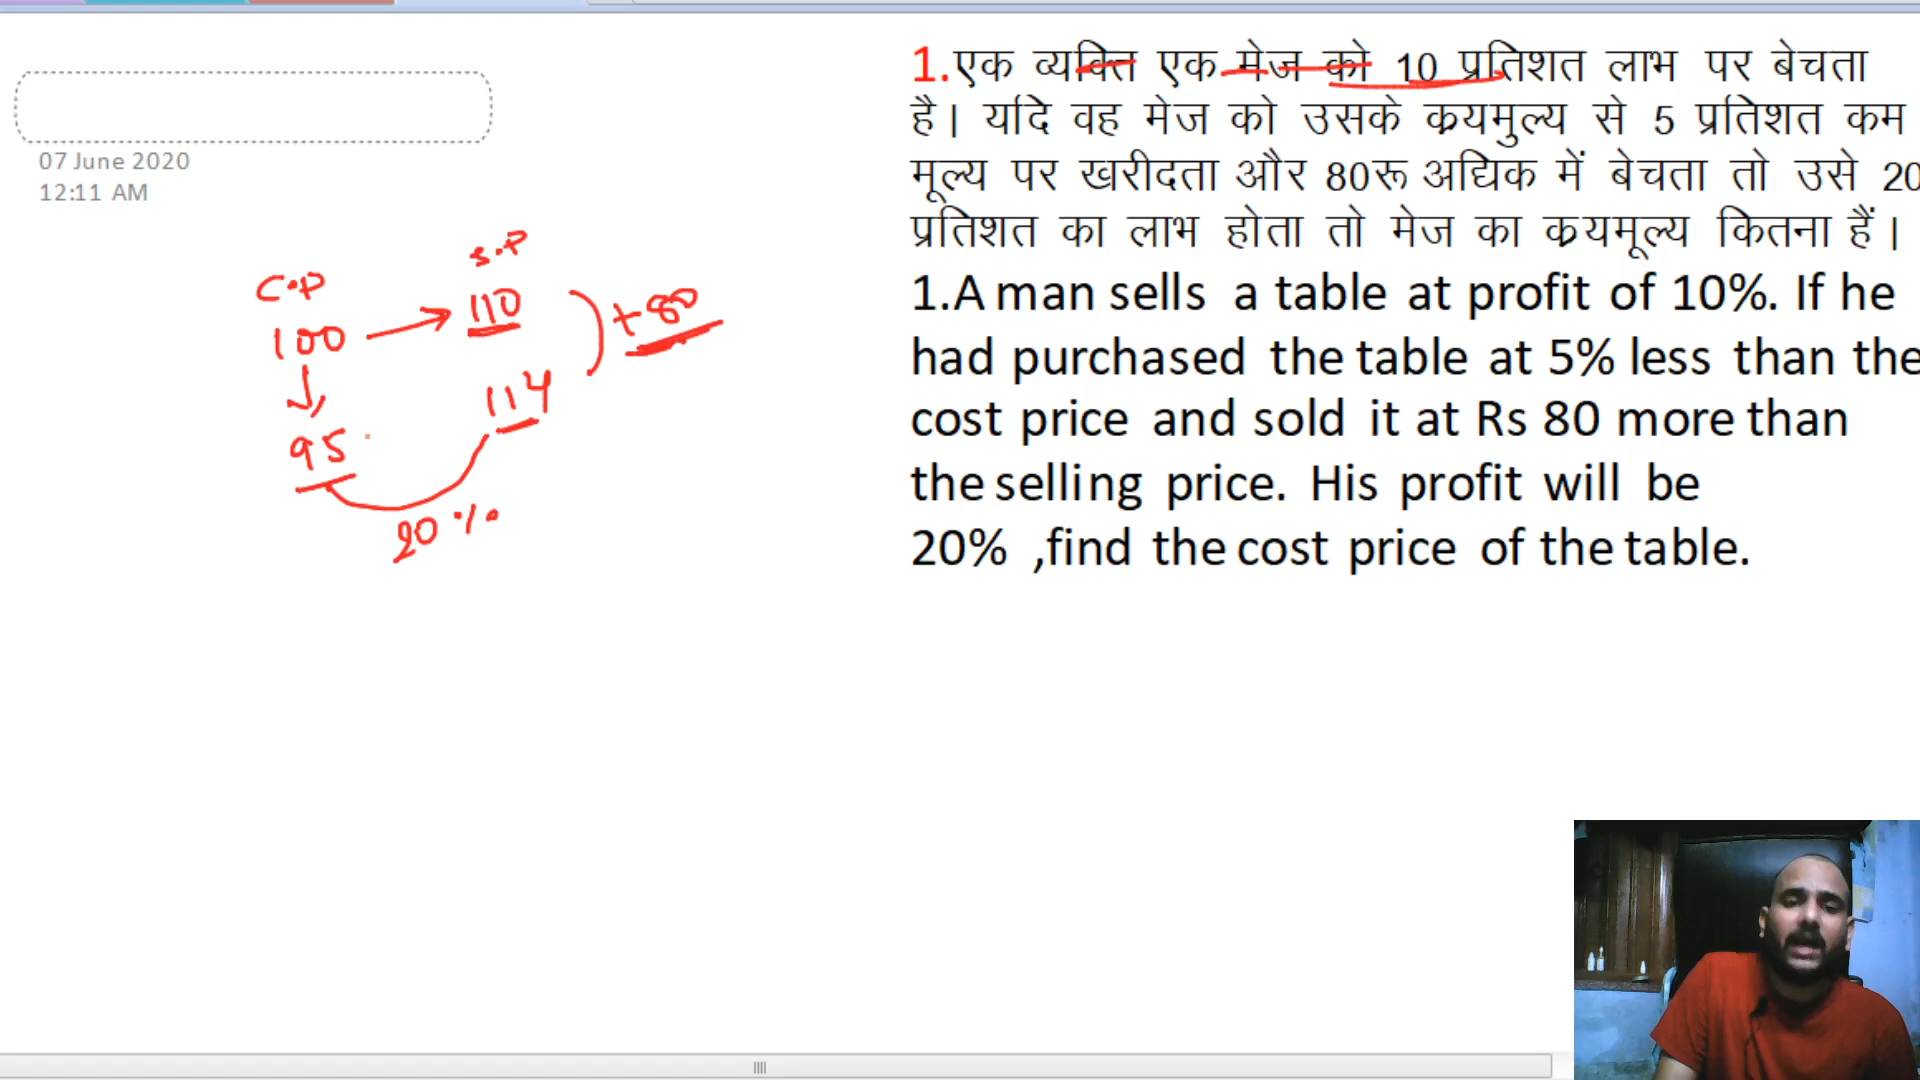 07 June 2020
12:11 AM
C.P
S.P
100
110
+80
95
114
20%
1.एक व्यक्ति एक मेज को 10 प्रतिशत लाभ पर बेचता
है। यदि वह मेज को उसके क्रयमुल्य से 5 प्रतिशत कम
मूल्य पर खरीदता और 80रू अद्यिक में बेचता तो उसे 20
प्रतिशत का लाभ होता तो मेज का क्रयमूल्य कितना हैं।
1.A man sells a table at profit of 10%. If he
had purchased the table at 5% less than the
cost price and sold it at Rs 80 more than
the selling price. His profit will be
20% ,find the cost price of the table.